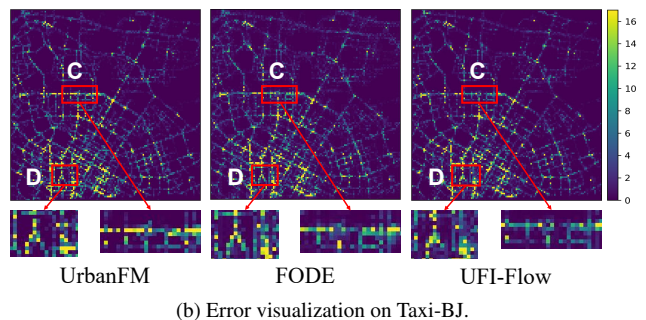 C
C
C
D
D
D
16
14
12
10
8
6
4
2
0
UrbanFM
FODE
UFI-Flow
(b) Error visualization on Taxi-BJ.